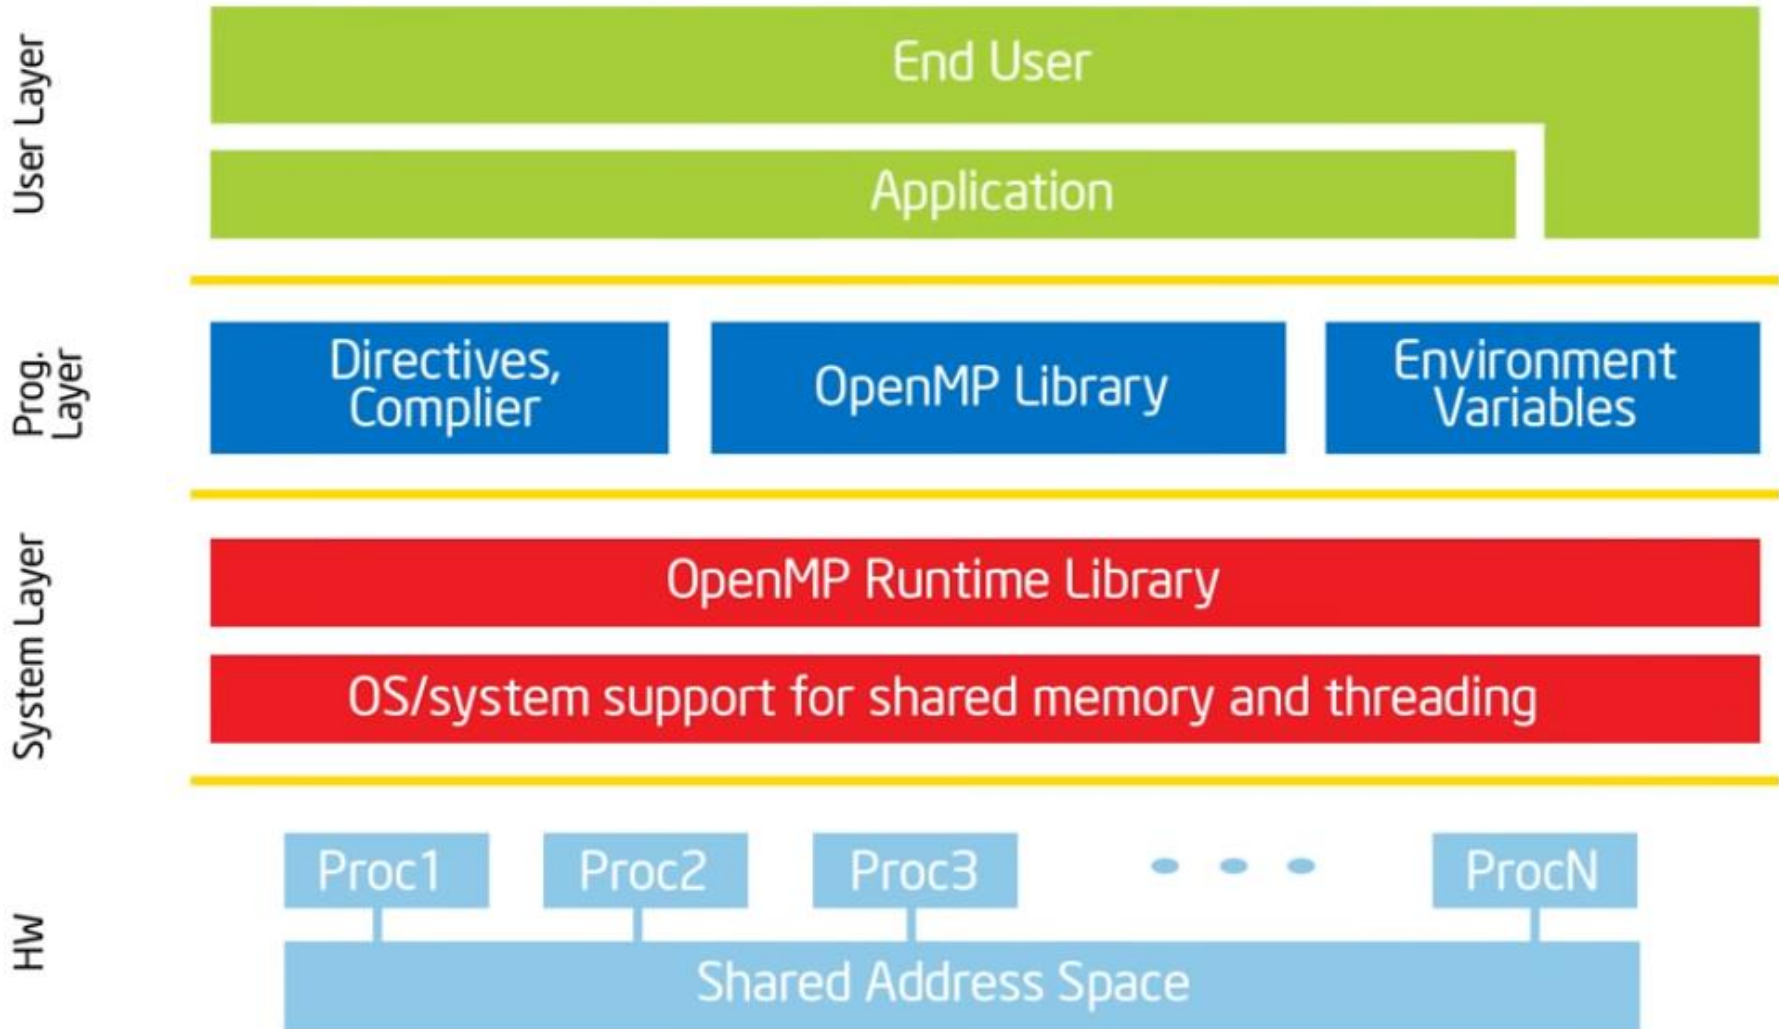 User Layer
End User
Application
Prog.
Layer
Directives,
Complier
OpenMP Library
Environment
Variables
System Layer
OpenMP Runtime Library
OS/system support for shared memory and threading
HW
Proc1
Proc2
Proc3
• • •
ProcN
Shared Address Space